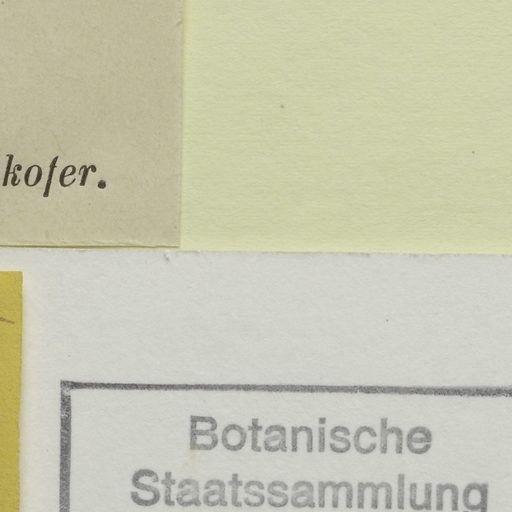 kofer.
Botanische
Staatssammlung